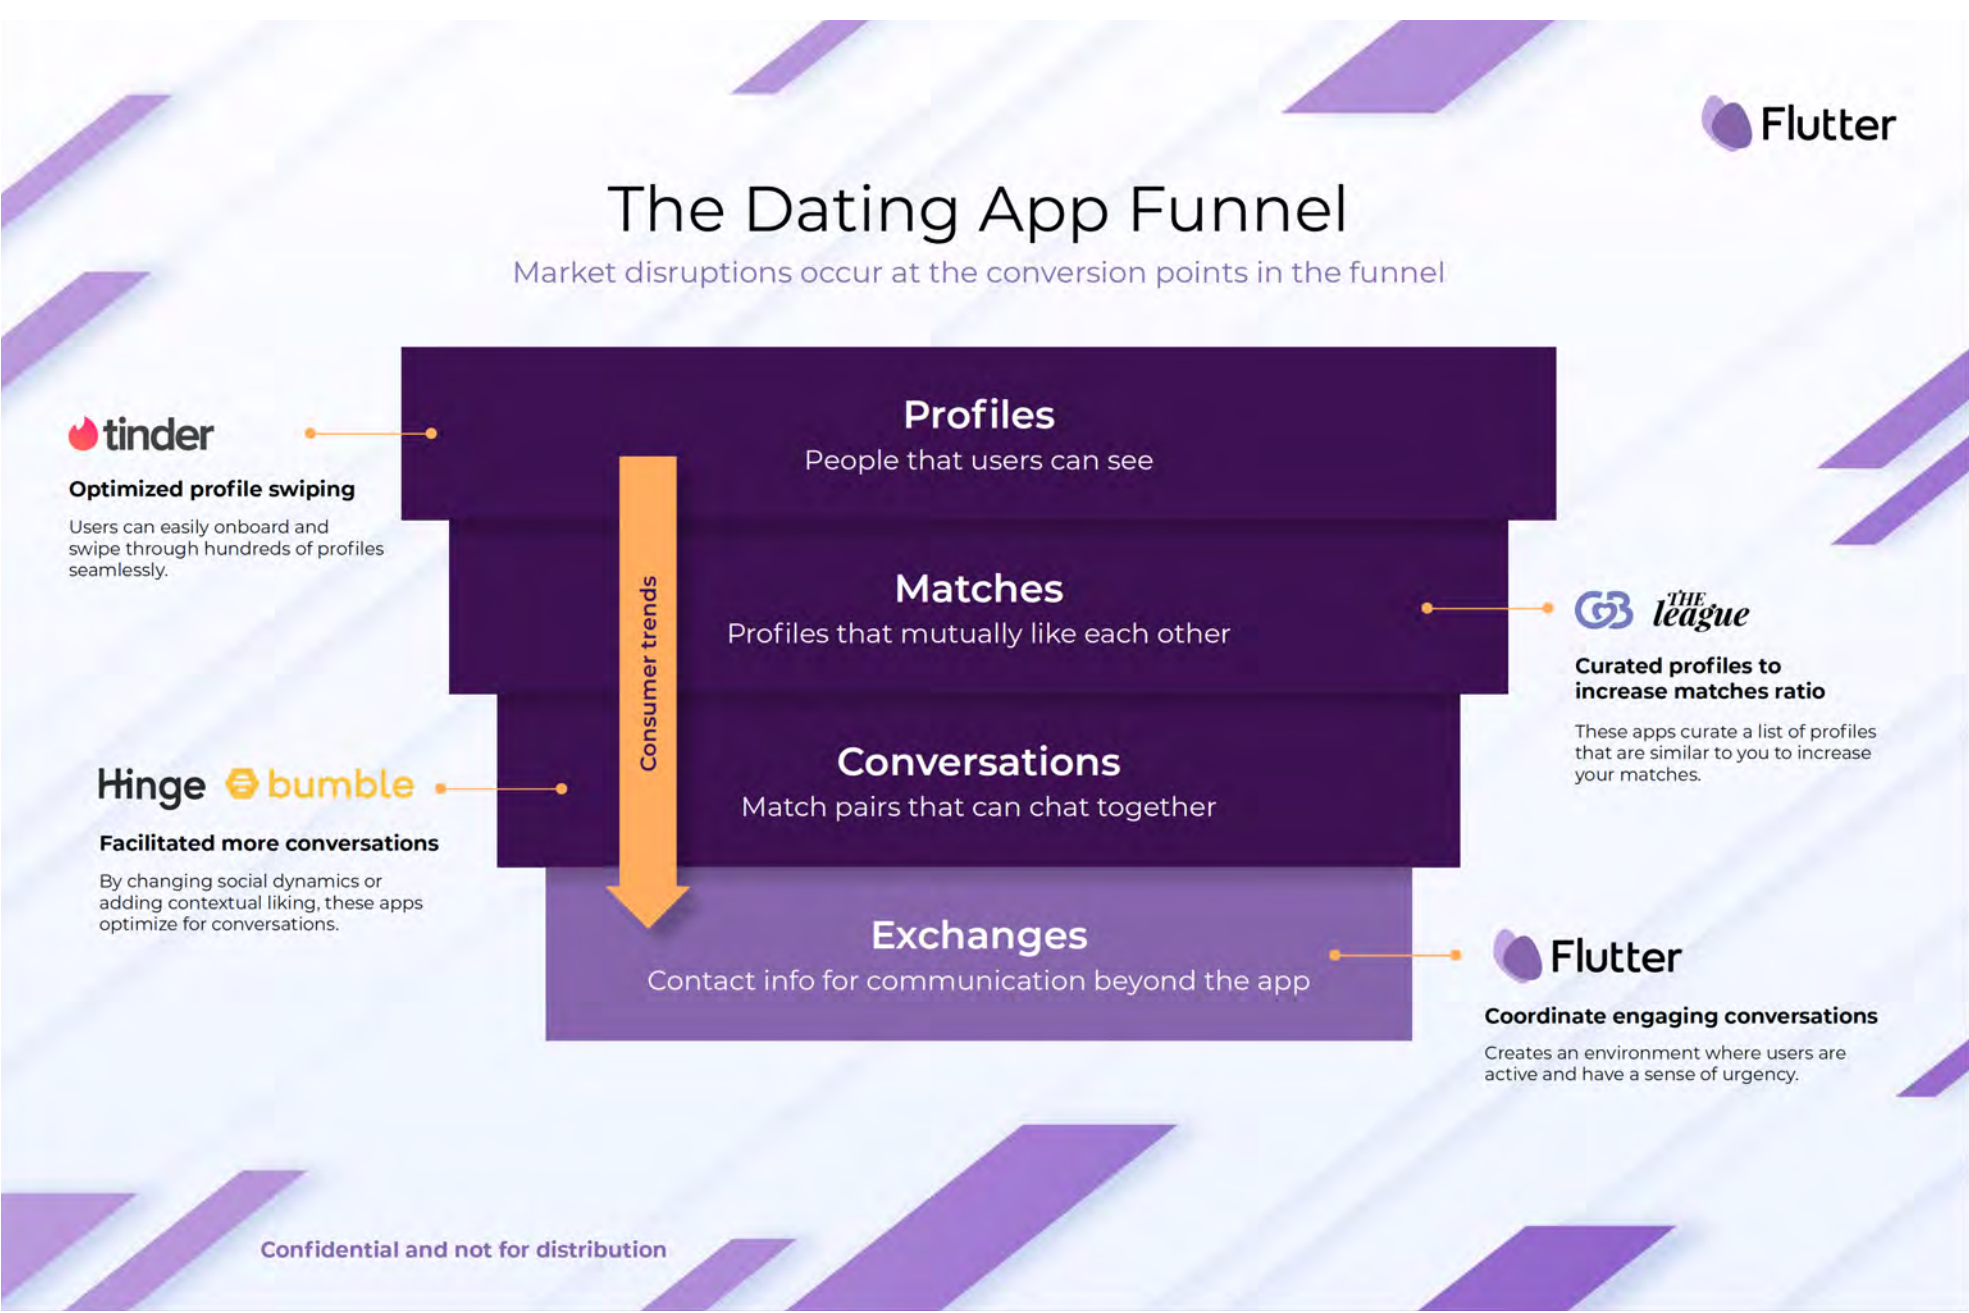 Flutter
The Dating App Funnel
Market disruptions occur at the conversion points in the funnel
Profiles
People that users can see
tinder
Optimized profile swiping
Users can easily onboard and
swipe through hundreds of profiles
seamlessly.
Consumer trends
Matches
Profiles that mutually like each other
THE
league
Curated profiles to
increase matches ratio
These apps curate a list of profiles
that are similar to you to increase
your matches.
Conversations
Match pairs that can chat together
Hinge bumble
Facilitated more conversations
By changing social dynamics or
adding contextual liking, these apps
optimize for conversations.
Exchanges
Contact info for communication beyond the app
Flutter
Coordinate engaging conversations
Creates an environment where users are
active and have a sense of urgency.
Confidential and not for distribution